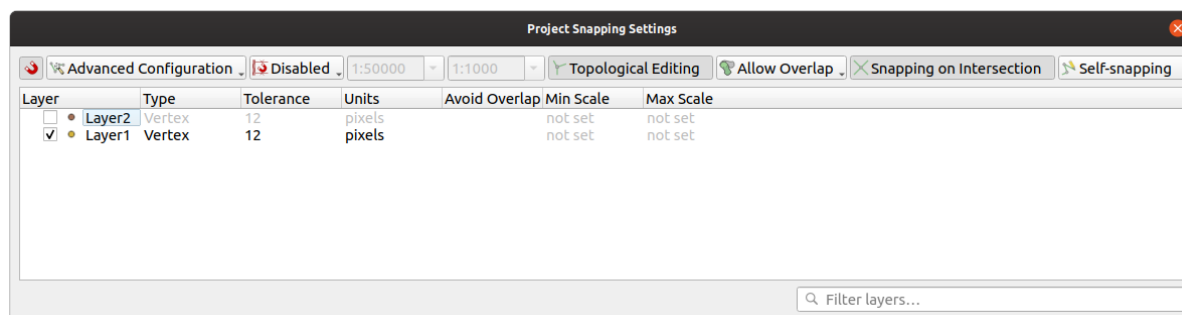 Project Snapping Settings
Advanced Configuration Disabled 1:50000 1:1000 Topological Editing Allow Overlap Snapping on Intersection Self-snapping
Layer Type Tolerance Units Avoid Overlap Min Scale Max Scale
Layer2 Vertex 12 pixels not set not set
Layer1 Vertex 12 pixels not set not set
Filter layers...